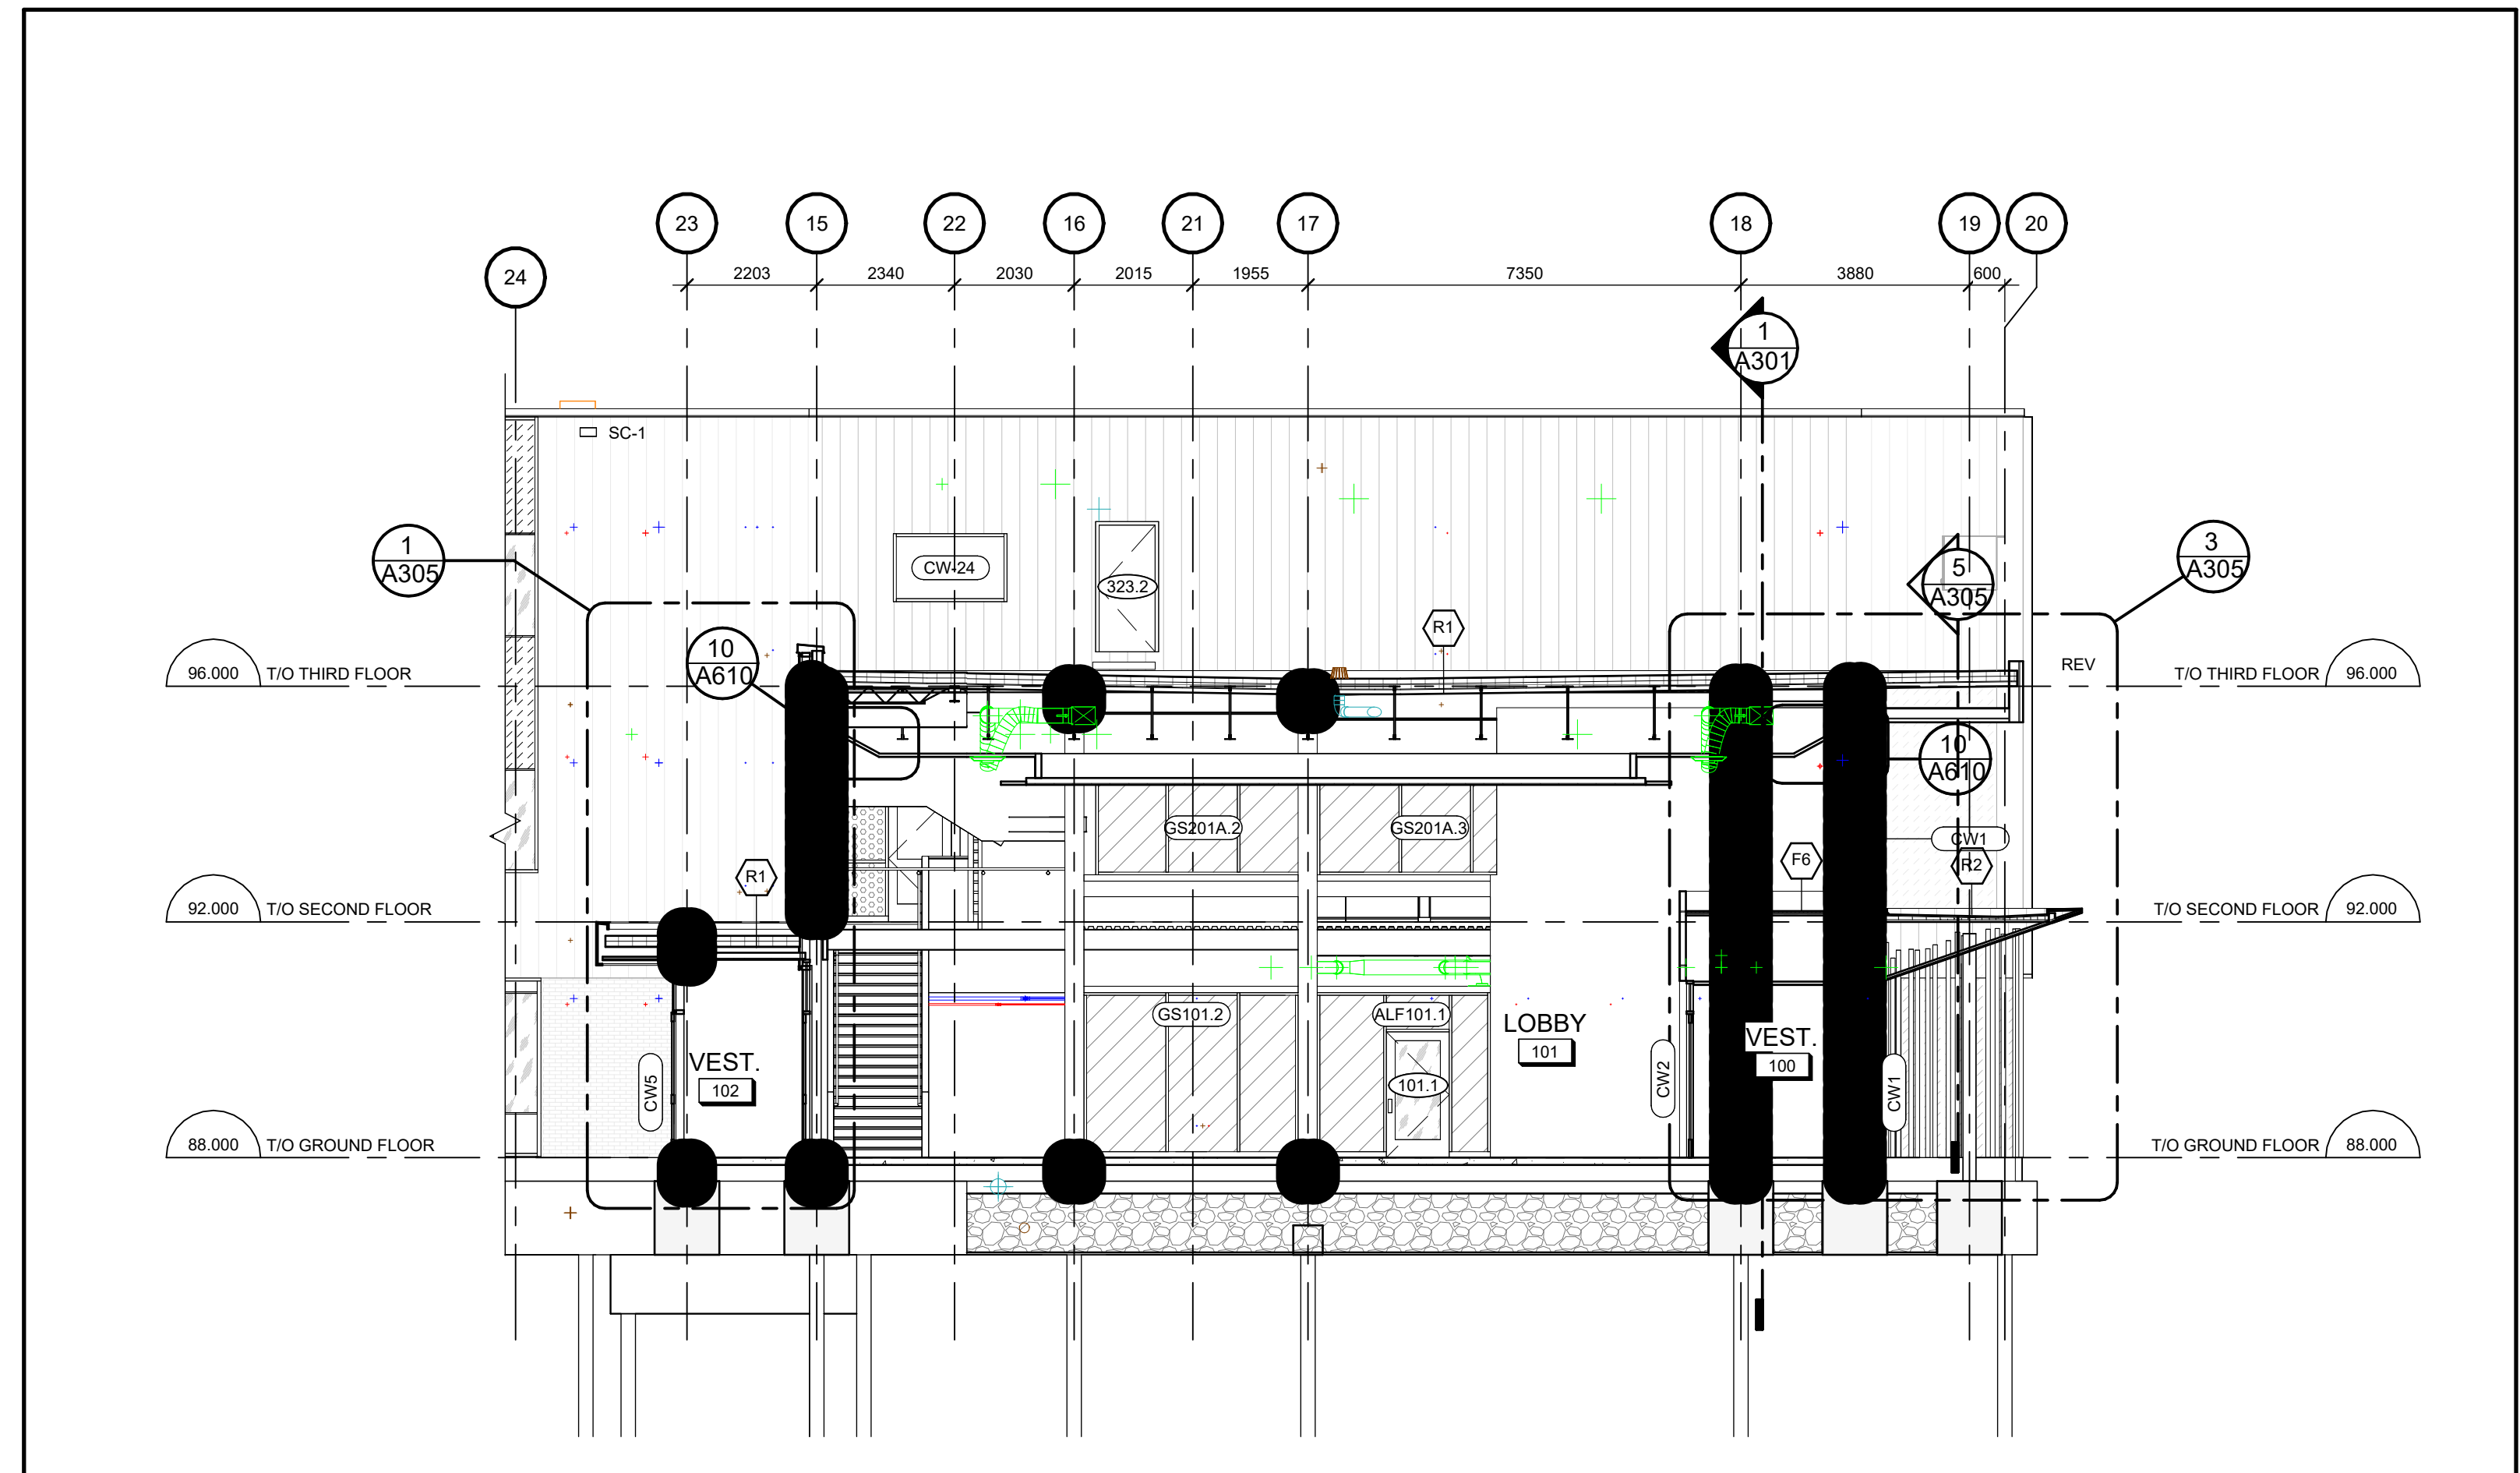 23
15
22
16
21
17
18
19
20
24
2203
2340
2030
2015
1955
7350
3880
600
1
A301
SC-1
1
A305
CW-24
323.2
3
A305
5
A305
R1
10
A610
REV
96.000
T/O THIRD FLOOR
T/O THIRD FLOOR
96.000
10
A610
GS201A.2
GS201A.3
CW1
F6
R2
R1
92.000
T/O SECOND FLOOR
T/O SECOND FLOOR
92.000
GS101.2
ALF101.1
LOBBY
101
VEST.
100
VEST.
102
CW5
101.1
CW2
CW1
88.000
T/O GROUND FLOOR
T/O GROUND FLOOR
88.000